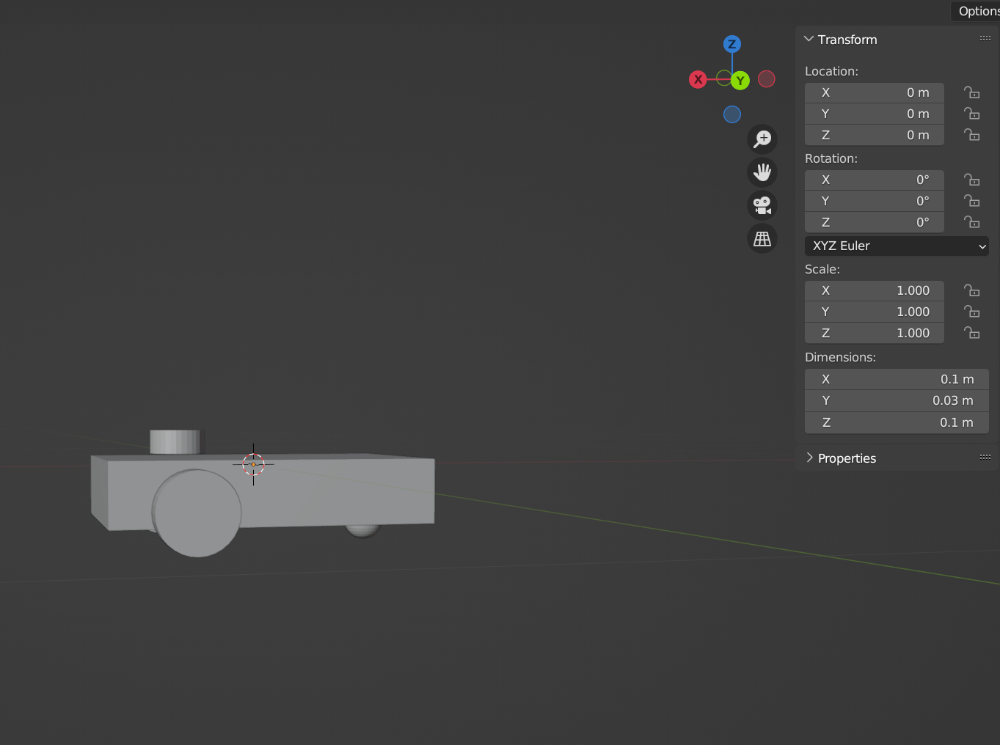 Options
Transform
Z
X
Y
Location:
X 0 m
Y 0 m
Z 0 m
Rotation:
X 0°
Y 0°
Z 0°
XYZ Euler
Scale:
X 1.000
Y 1.000
Z 1.000
Dimensions:
X 0.1 m
Y 0.03 m
Z 0.1 m
Properties